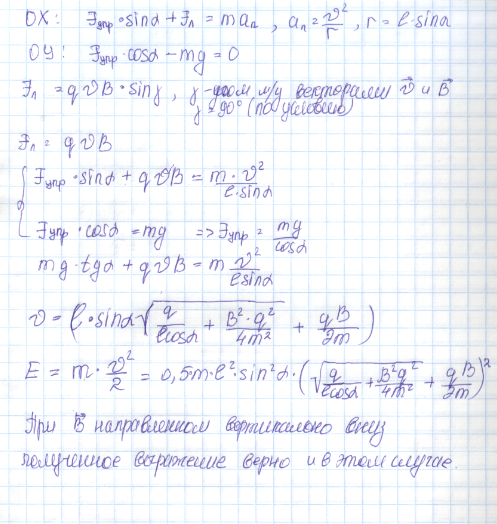 OX: Fупр · sinα + Fл = maп , aп = v²/r , r = l · sinα
ОУ: Fупр · cosα − mg = 0
Fл = qvB · sinγ , γ – угол м/у векторами v⃗ и B⃗
γ = 90° (по условию)
Fл = qvB
{ Fупр · sinα + qvB = m · v²/(l · sinα)
Fупр · cosα = mg => Fупр = mg/cosα
mg · tgα + qvB = m v²/(l sinα)
v = l · sinα ( √(g/(l cosα) + B² · q²/4m²) + qB/2m )
E = m · v²/2 = 0,5m · l² · sin²α · ( √(g/(l cosα) + B²q²/4m²) + qB/2m )²
При B⃗ направленном вертикально вниз
полученное выражение верно и в этом случае.